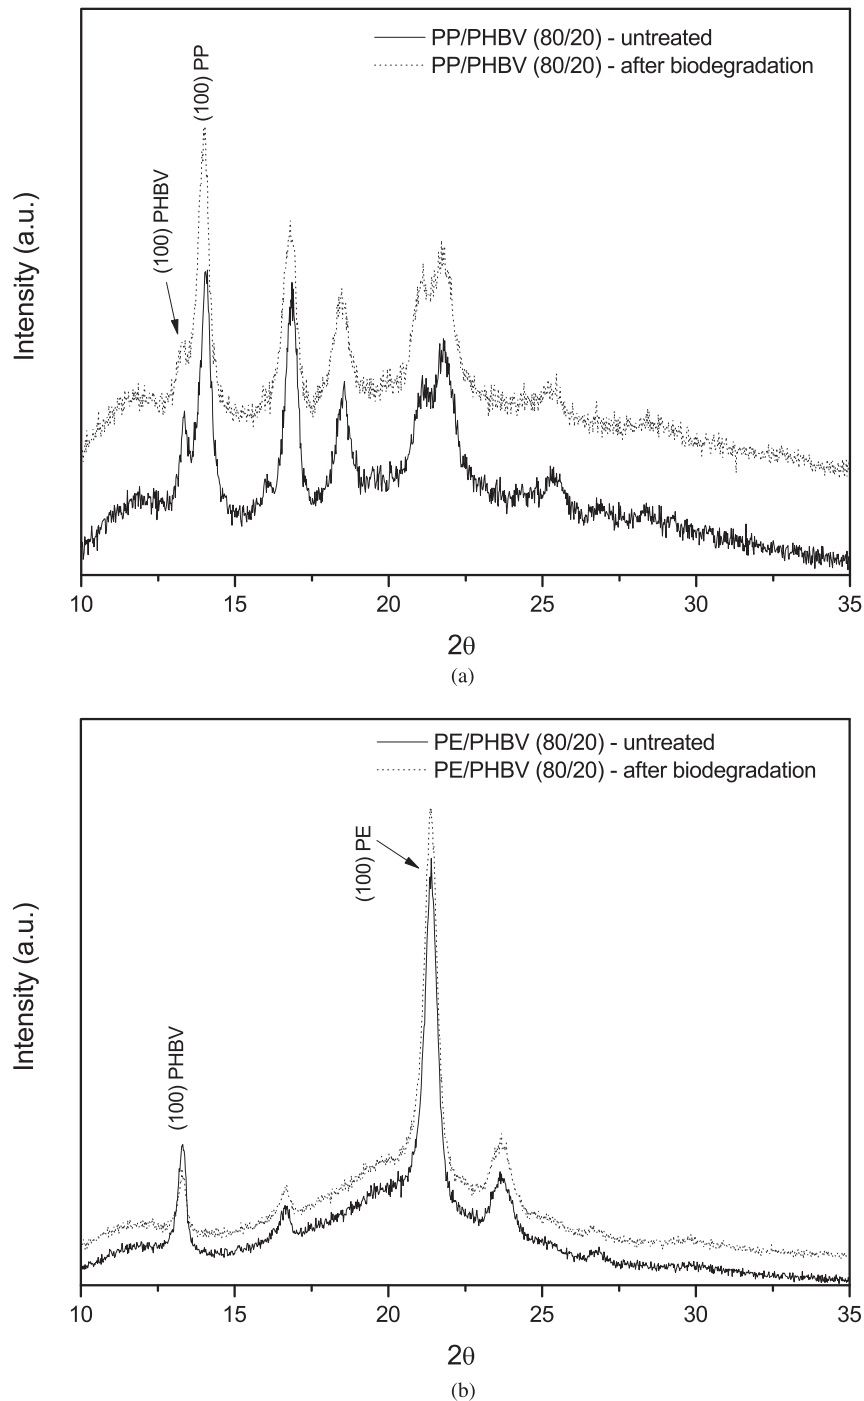 PP/PHBV (80/20) - untreated
PP/PHBV (80/20) - after biodegradation
(100) PP
(100) PHBV
Intensity (a.u.)
10 15 20 25 30 35
2θ
(a)
PE/PHBV (80/20) - untreated
PE/PHBV (80/20) - after biodegradation
(100) PE
(100) PHBV
Intensity (a.u.)
10 15 20 25 30 35
2θ
(b)